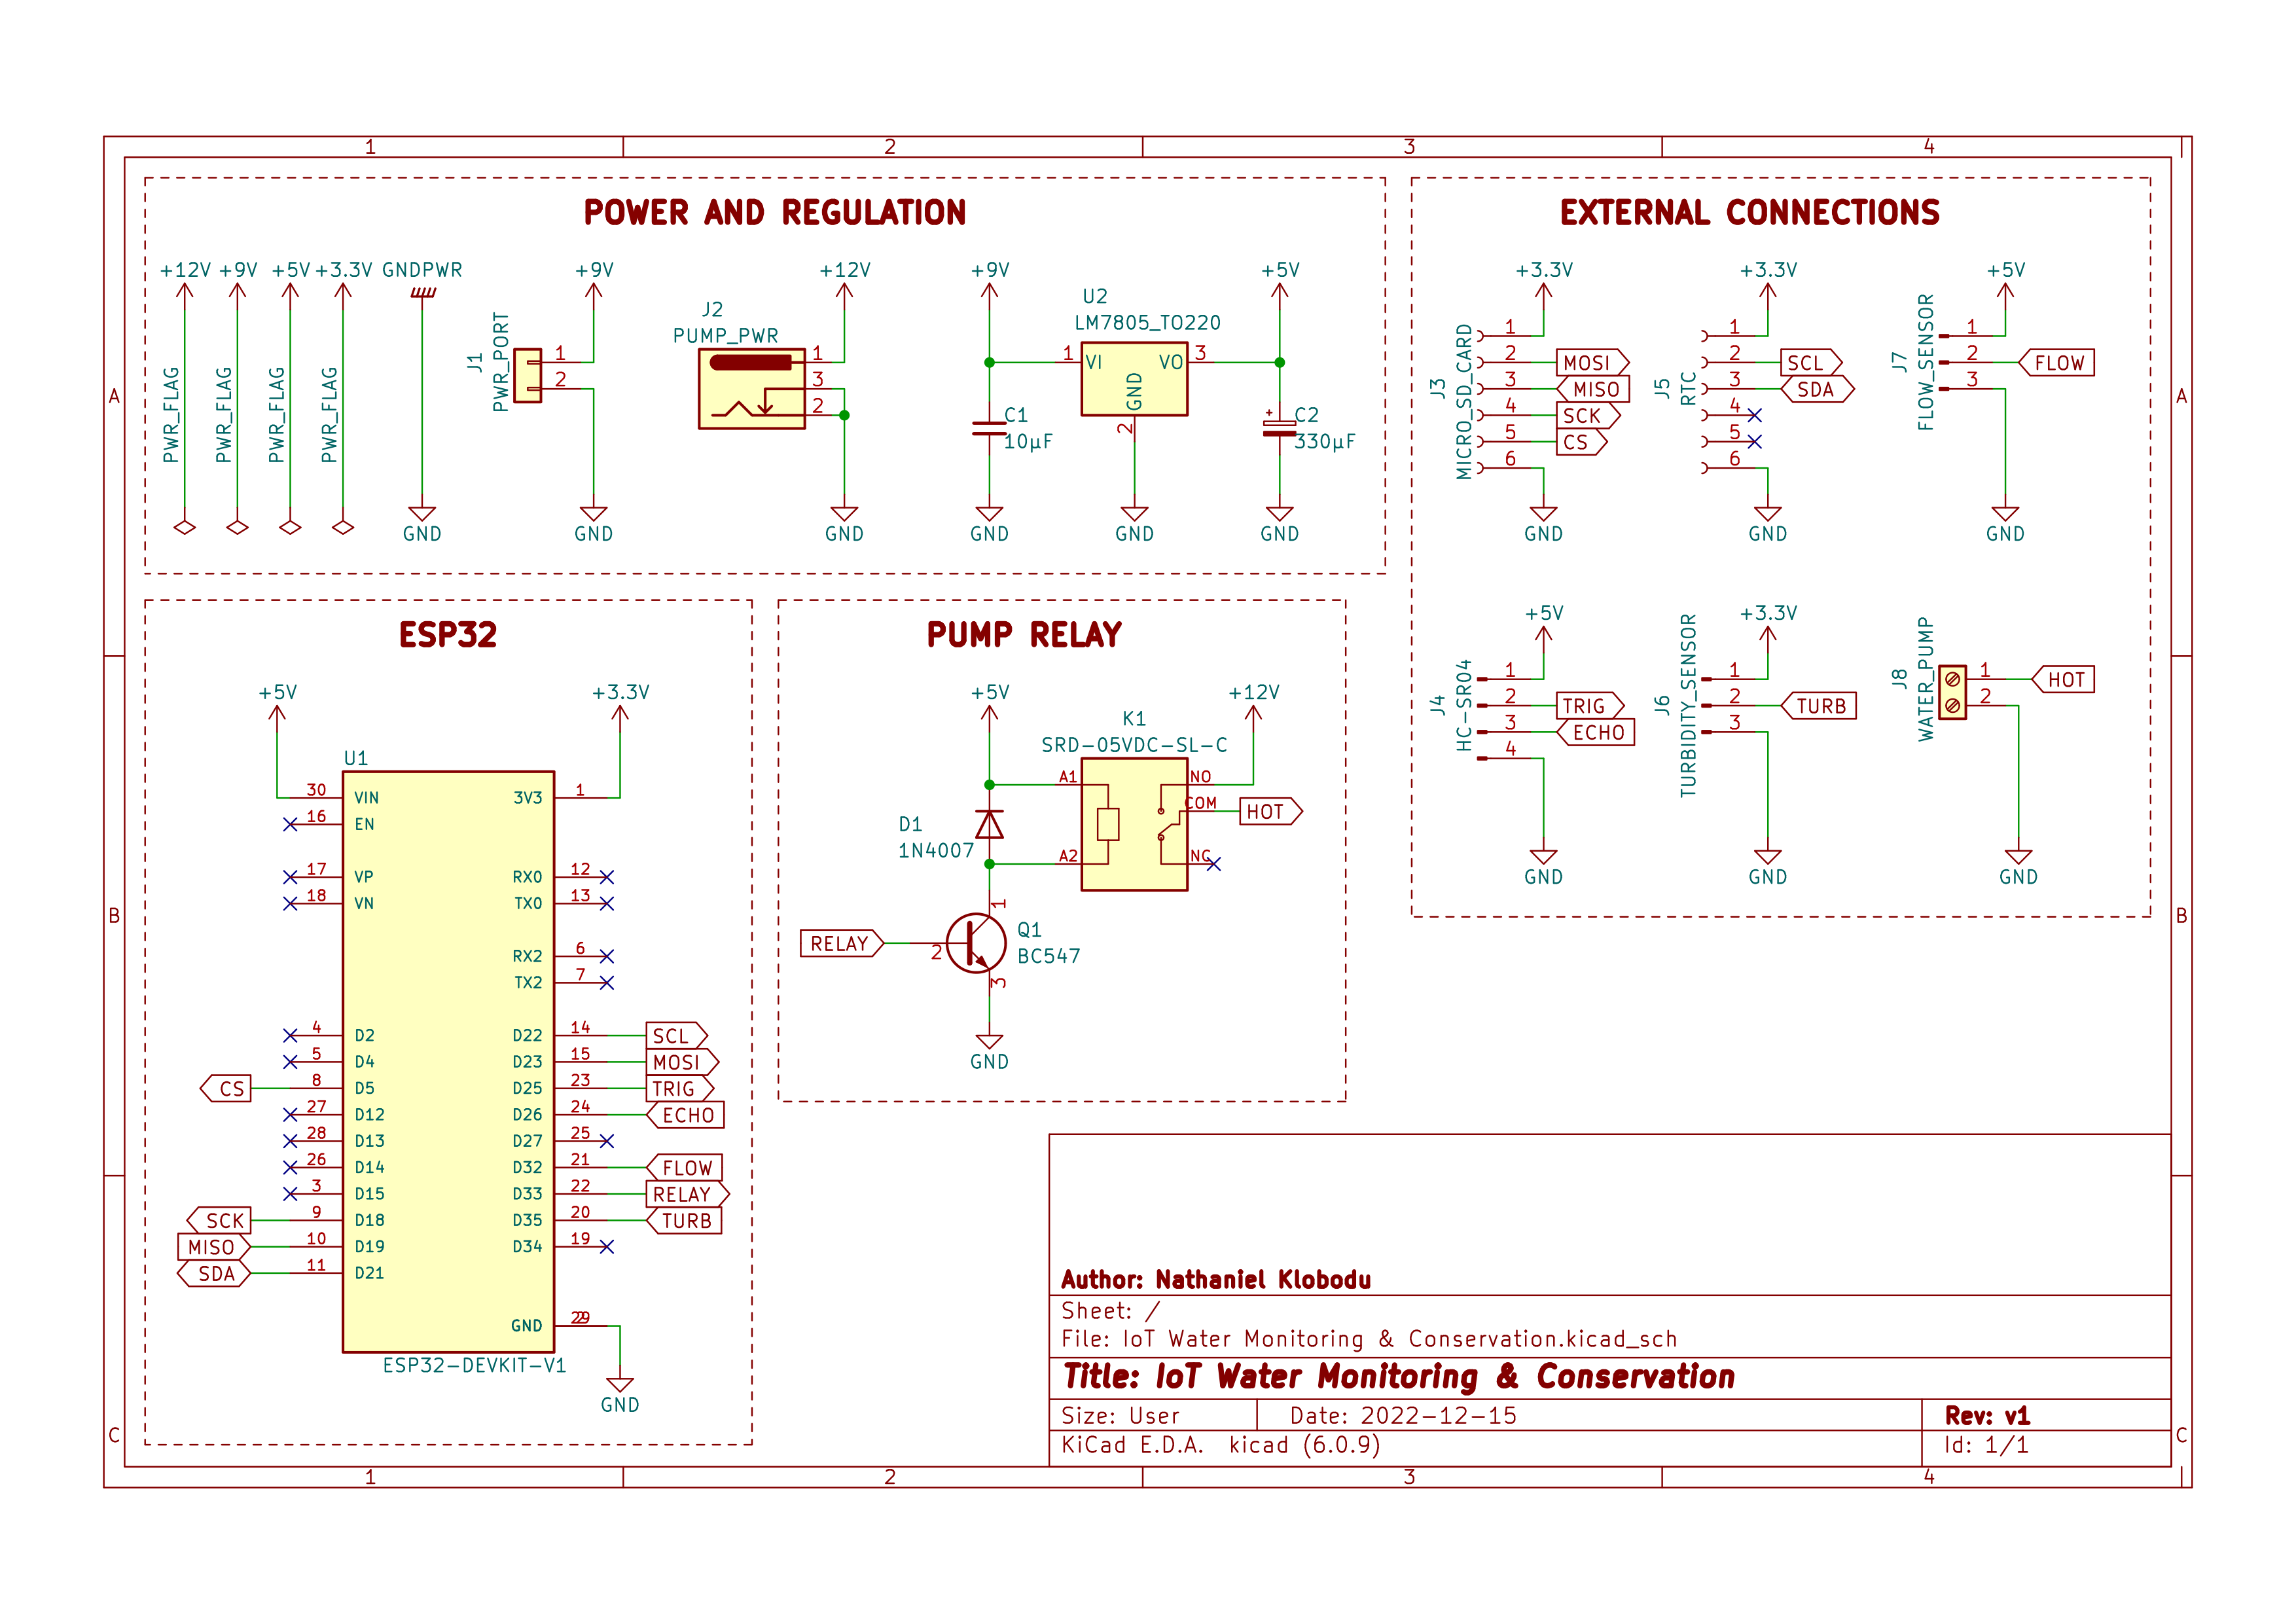 1 2 3 4
POWER AND REGULATION
+12V +9V +5V +3.3V GNDPWR
PWR_FLAG PWR_FLAG PWR_FLAG PWR_FLAG
GND
J1
PWR_PORT
+9V
1
2
GND
J2
PUMP_PWR
+12V
1
3
2
GND
+9V
C1
10µF
GND
U2
LM7805_TO220
1 VI VO 3
GND
2
GND
+5V
+
C2
330µF
GND
EXTERNAL CONNECTIONS
J3
MICRO_SD_CARD
+3.3V
1
2 MOSI
3 MISO
4 SCK
5 CS
6
GND
J5
RTC
+3.3V
1
2 SCL
3 SDA
4
5
6
GND
J7
FLOW_SENSOR
+5V
1
2 FLOW
3
GND
J4
HC-SR04
+5V
1
2 TRIG
3 ECHO
4
GND
J6
TURBIDITY_SENSOR
+3.3V
1
2 TURB
3
GND
J8
WATER_PUMP
1 HOT
2
GND
A A
ESP32
+5V +3.3V
U1
30 VIN 3V3 1
16 EN
17 VP RX0 12
18 VN TX0 13
RX2 6
TX2 7
4 D2 D22 14 SCL
5 D4 D23 15 MOSI
CS 8 D5 D25 23 TRIG
27 D12 D26 24 ECHO
28 D13 D27 25
26 D14 D32 21 FLOW
3 D15 D33 22 RELAY
SCK 9 D18 D35 20 TURB
MISO 10 D19 D34 19
SDA 11 D21
GND 29
ESP32-DEVKIT-V1
GND
PUMP RELAY
+5V
K1
SRD-05VDC-SL-C
+12V
A1 NO
COM HOT
A2 NC
D1
1N4007
1
RELAY 2
Q1
BC547
3
GND
B B
Author: Nathaniel Klobodu
Sheet: /
File: IoT Water Monitoring & Conservation.kicad_sch
Title: IoT Water Monitoring & Conservation
Size: User Date: 2022-12-15 Rev: v1
KiCad E.D.A. kicad (6.0.9) Id: 1/1
C C
1 2 3 4